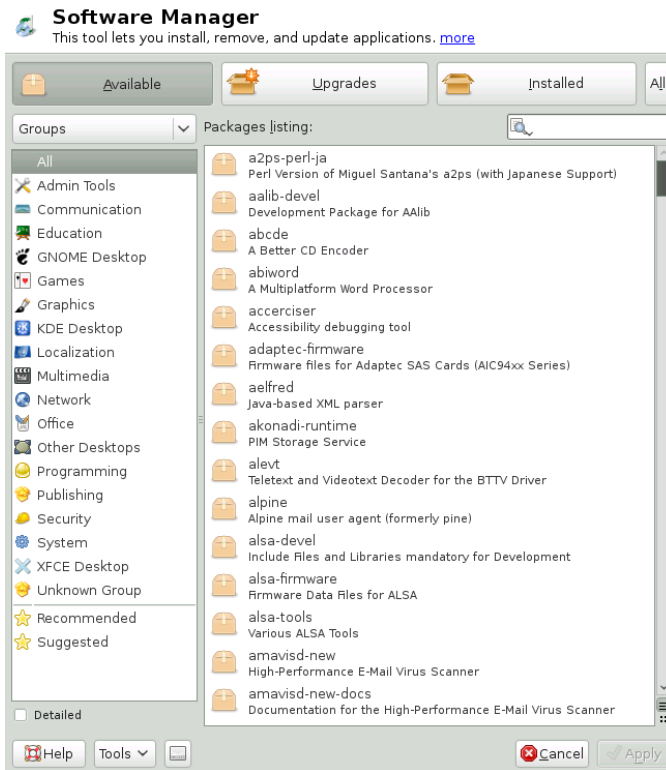 Software Manager
This tool lets you install, remove, and update applications. more
Available
Upgrades
Installed
All
Groups
Packages listing:
All
Admin Tools
Communication
Education
GNOME Desktop
Games
Graphics
KDE Desktop
Localization
Multimedia
Network
Office
Other Desktops
Programming
Publishing
Security
System
XFCE Desktop
Unknown Group
Recommended
Suggested
Detailed
a2ps-perl-ja
Perl Version of Miguel Santana's a2ps (with Japanese Support)
aalib-devel
Development Package for AAlib
abcde
A Better CD Encoder
abiword
A Multiplatform Word Processor
accerciser
Accessibility debugging tool
adaptec-firmware
Firmware files for Adaptec SAS Cards (AIC94xx Series)
aelfred
Java-based XML parser
akonadi-runtime
PIM Storage Service
alevt
Teletext and Videotext Decoder for the BTTV Driver
alpine
Alpine mail user agent (formerly pine)
alsa-devel
Include Files and Libraries mandatory for Development
alsa-firmware
Firmware Data Files for ALSA
alsa-tools
Various ALSA Tools
amavisd-new
High-Performance E-Mail Virus Scanner
amavisd-new-docs
Documentation for the High-Performance E-Mail Virus Scanner
Help
Tools
Cancel
Apply